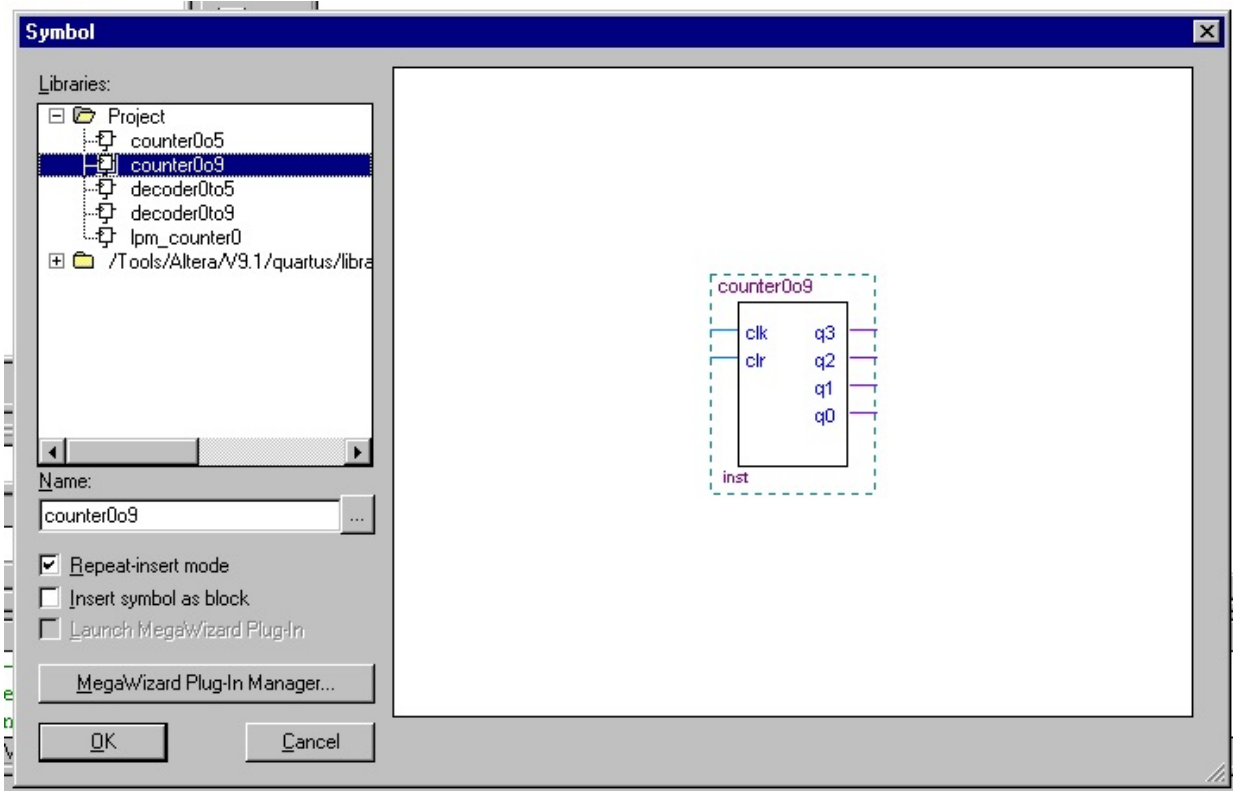 Symbol
Libraries:
Project
counter0o5
counter0o9
decoder0to5
decoder0to9
lpm_counter0
/Tools/Altera/V9.1/quartus/libra
Name:
counter0o9
...
Repeat-insert mode
Insert symbol as block
Launch MegaWizard Plug-In
MegaWizard Plug-In Manager...
OK
Cancel
counter0o9
clk q3
clr q2
q1
q0
inst